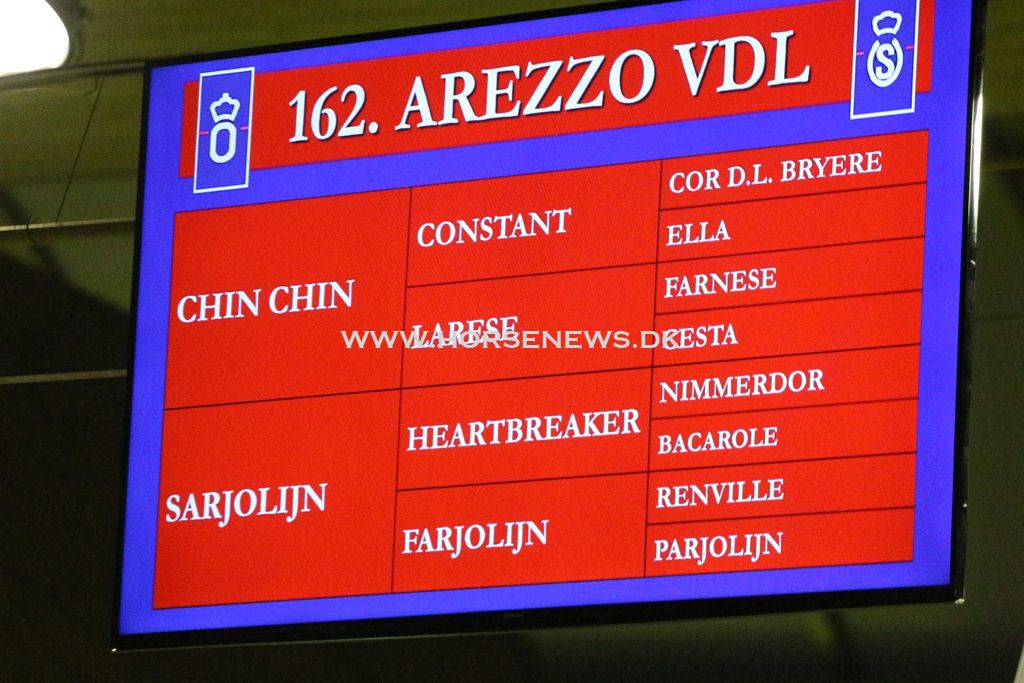 162. AREZZO VDL
O
S
CHIN CHIN
CONSTANT
COR D.L. BRYERE
ELLA
LARESE
FARNESE
WWW.HORSENEWS.DK
SARJOLIJN
HEARTBREAKER
NIMMERDOR
BACAROLE
FARJOLIJN
RENVILLE
PARJOLIJN